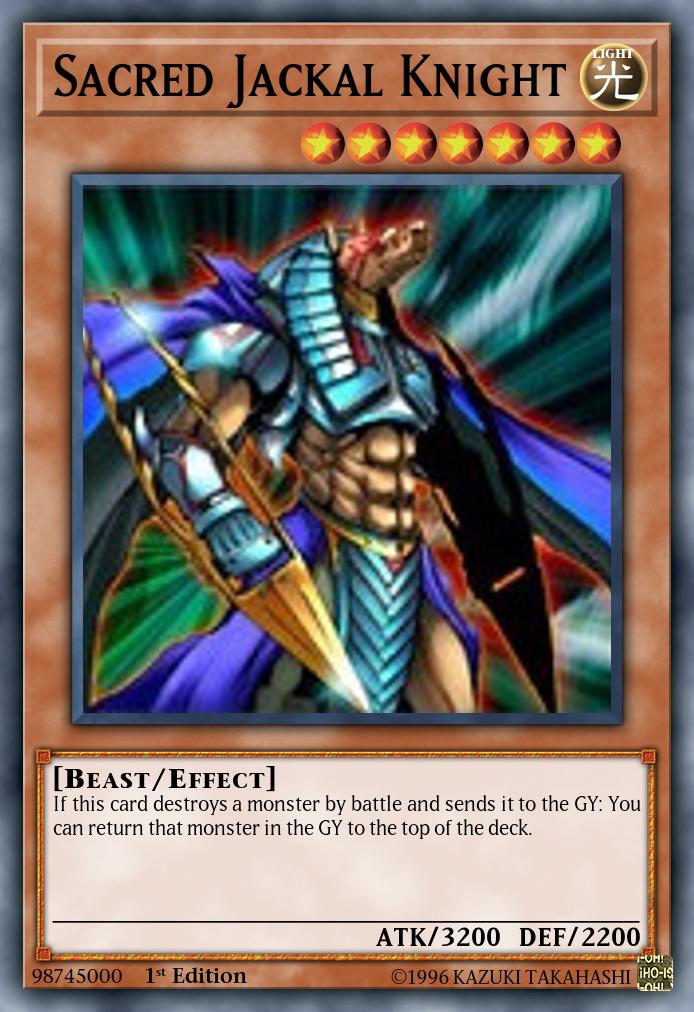 Sacred Jackal Knight
LIGHT
光
[Beast/Effect]
If this card destroys a monster by battle and sends it to the GY: You
can return that monster in the GY to the top of the deck.
ATK/3200 DEF/2200
98745000 1st Edition ©1996 KAZUKI TAKAHASHI